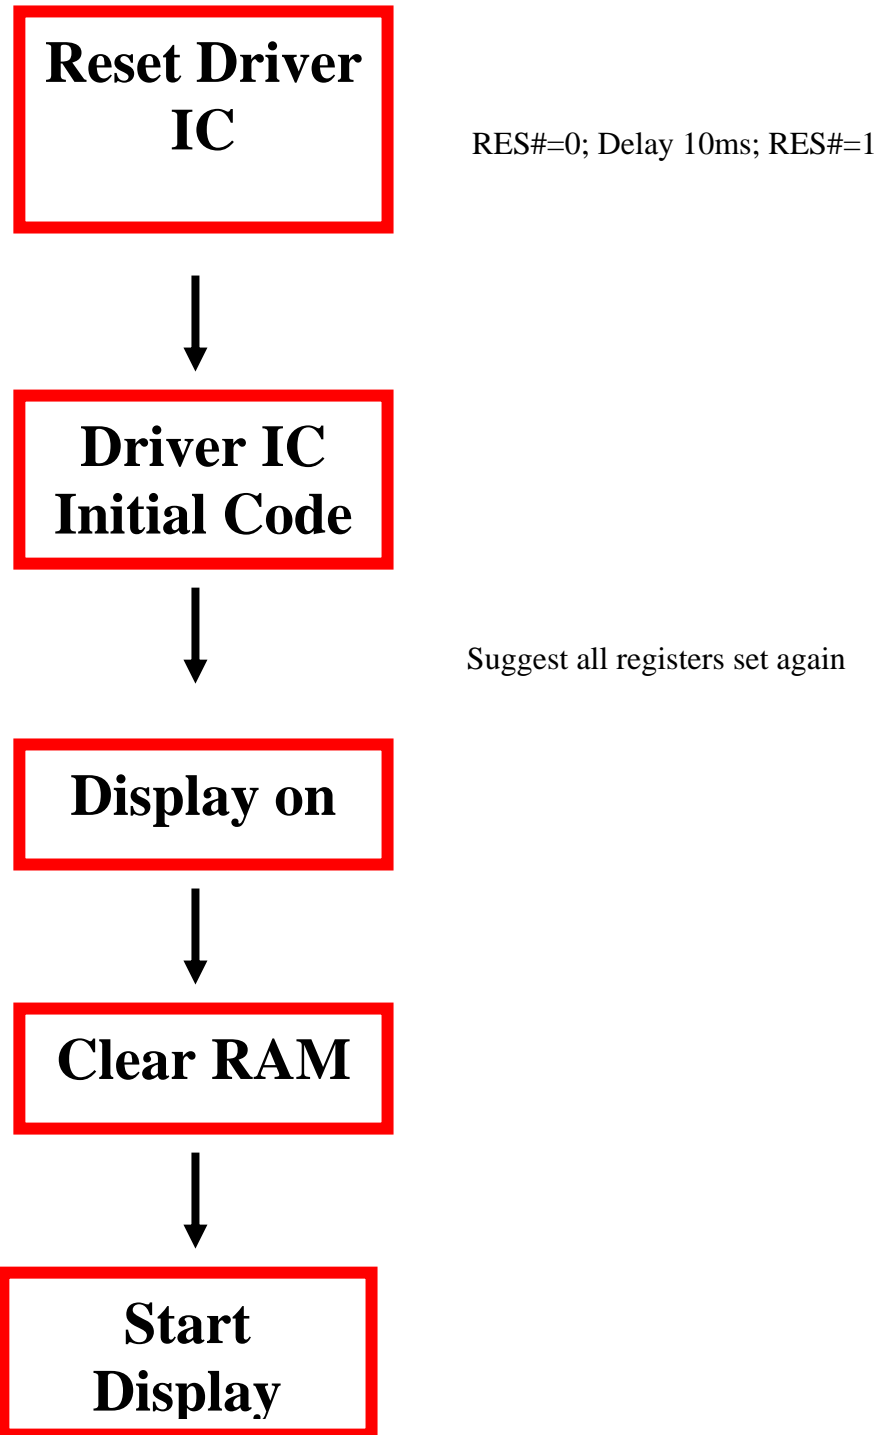 Reset Driver
IC
RES#=0; Delay 10ms; RES#=1
Driver IC
Initial Code
Suggest all registers set again
Display on
Clear RAM
Start
Display